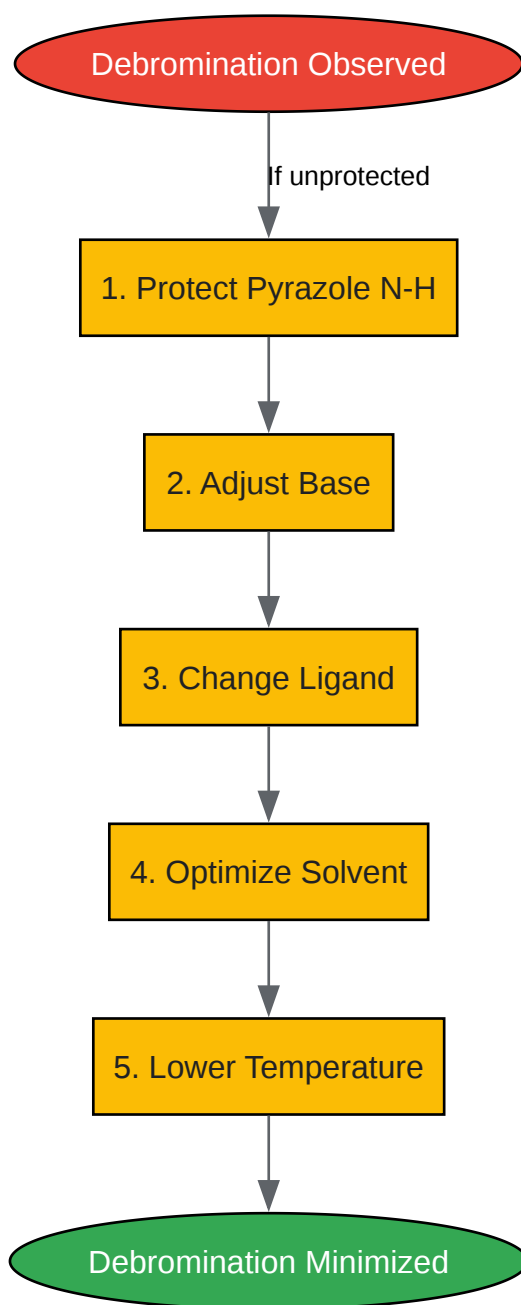 Debromination Observed
If unprotected
1. Protect Pyrazole N-H
2. Adjust Base
3. Change Ligand
4. Optimize Solvent
5. Lower Temperature
Debromination Minimized